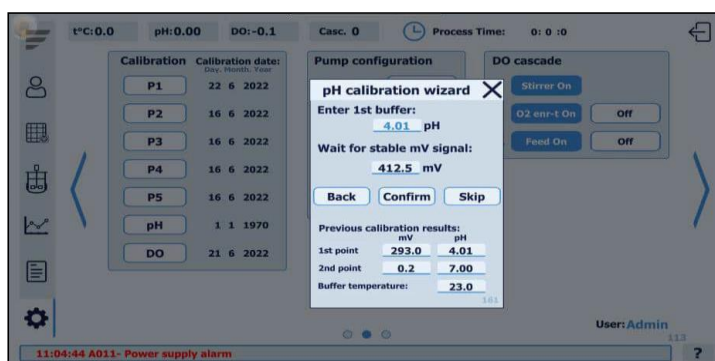 t°C: 0.0 pH: 0.00 DO: -0.1 Casc. 0 Process Time: 0: 0 :0
Calibration Calibration date:
Day. Month. Year
P1 22 6 2022
P2 16 6 2022
P3 16 6 2022
P4 16 6 2022
P5 16 6 2022
pH 1 1 1970
DO 21 6 2022
Pump configuration
pH calibration wizard
Enter 1st buffer:
4.01 pH
Wait for stable mV signal:
412.5 mV
Back Confirm Skip
Previous calibration results:
mV pH
1st point 293.0 4.01
2nd point 0.2 7.00
Buffer temperature: 23.0
161
DO cascade
Stirrer On
O2 enr-t On Off
Feed On Off
User: Admin
113
11:04:44 A011- Power supply alarm ?